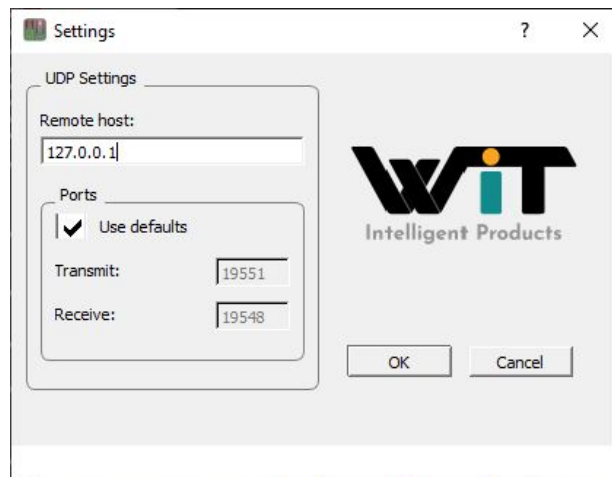 Settings
?
UDP Settings
Remote host:
127.0.0.1
Ports
Use defaults
Transmit: 19551
Receive: 19548
WiT
Intelligent Products
OK Cancel